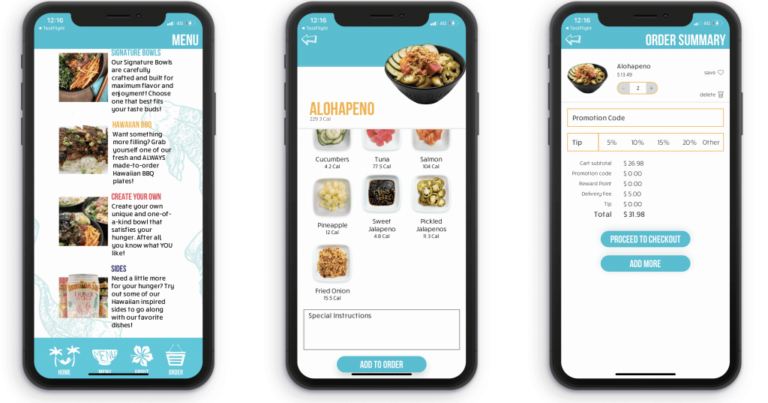 12:16
TestFlight
4G
MENU
SIGNATURE BOWLS
Our Signature Bowls
are carefully
crafted and built for
maximum flavor and
enjoyment! Choose
one that best fits
your taste buds!
HAWAIIAN BBQ
Want something
more filling? Grab
yourself one of our
fresh and ALWAYS
made-to-order
Hawaiian BBQ
plates!
CREATE YOUR OWN
Create your own
unique and one-of-
a-kind bowl that
satisfies your
hunger. After all,
you know what YOU
like!
SIDES
Need a little more
for your hunger? Try
out some of our
Hawaiian inspired
sides to go along
with our favorite
dishes!
HOME
MENU
ABOUT
ORDER
12:16
TestFlight
4G
ALOHAPENO
Cucumbers
4.2 Cal
Tuna
77.5 Cal
Salmon
104 Cal
Pineapple
12 Cal
Sweet
Jalapeno
4.8 Cal
Pickled
Jalapenos
11.3 Cal
Fried Onion
15.5 Cal
Special Instructions
ADD TO ORDER
12:16
TestFlight
4G
ORDER SUMMARY
Alohapeno
$ 13.49
save
- 2 +
delete
Promotion Code
Tip 5% 10% 15% 20% Other
Cart subtotal $ 26.98
Promotion code $ 0.00
Reward Point $ 0.00
Delivery Fee $ 5.00
Tip $ 0.00
Total $ 31.98
PROCEED TO CHECKOUT
ADD MORE